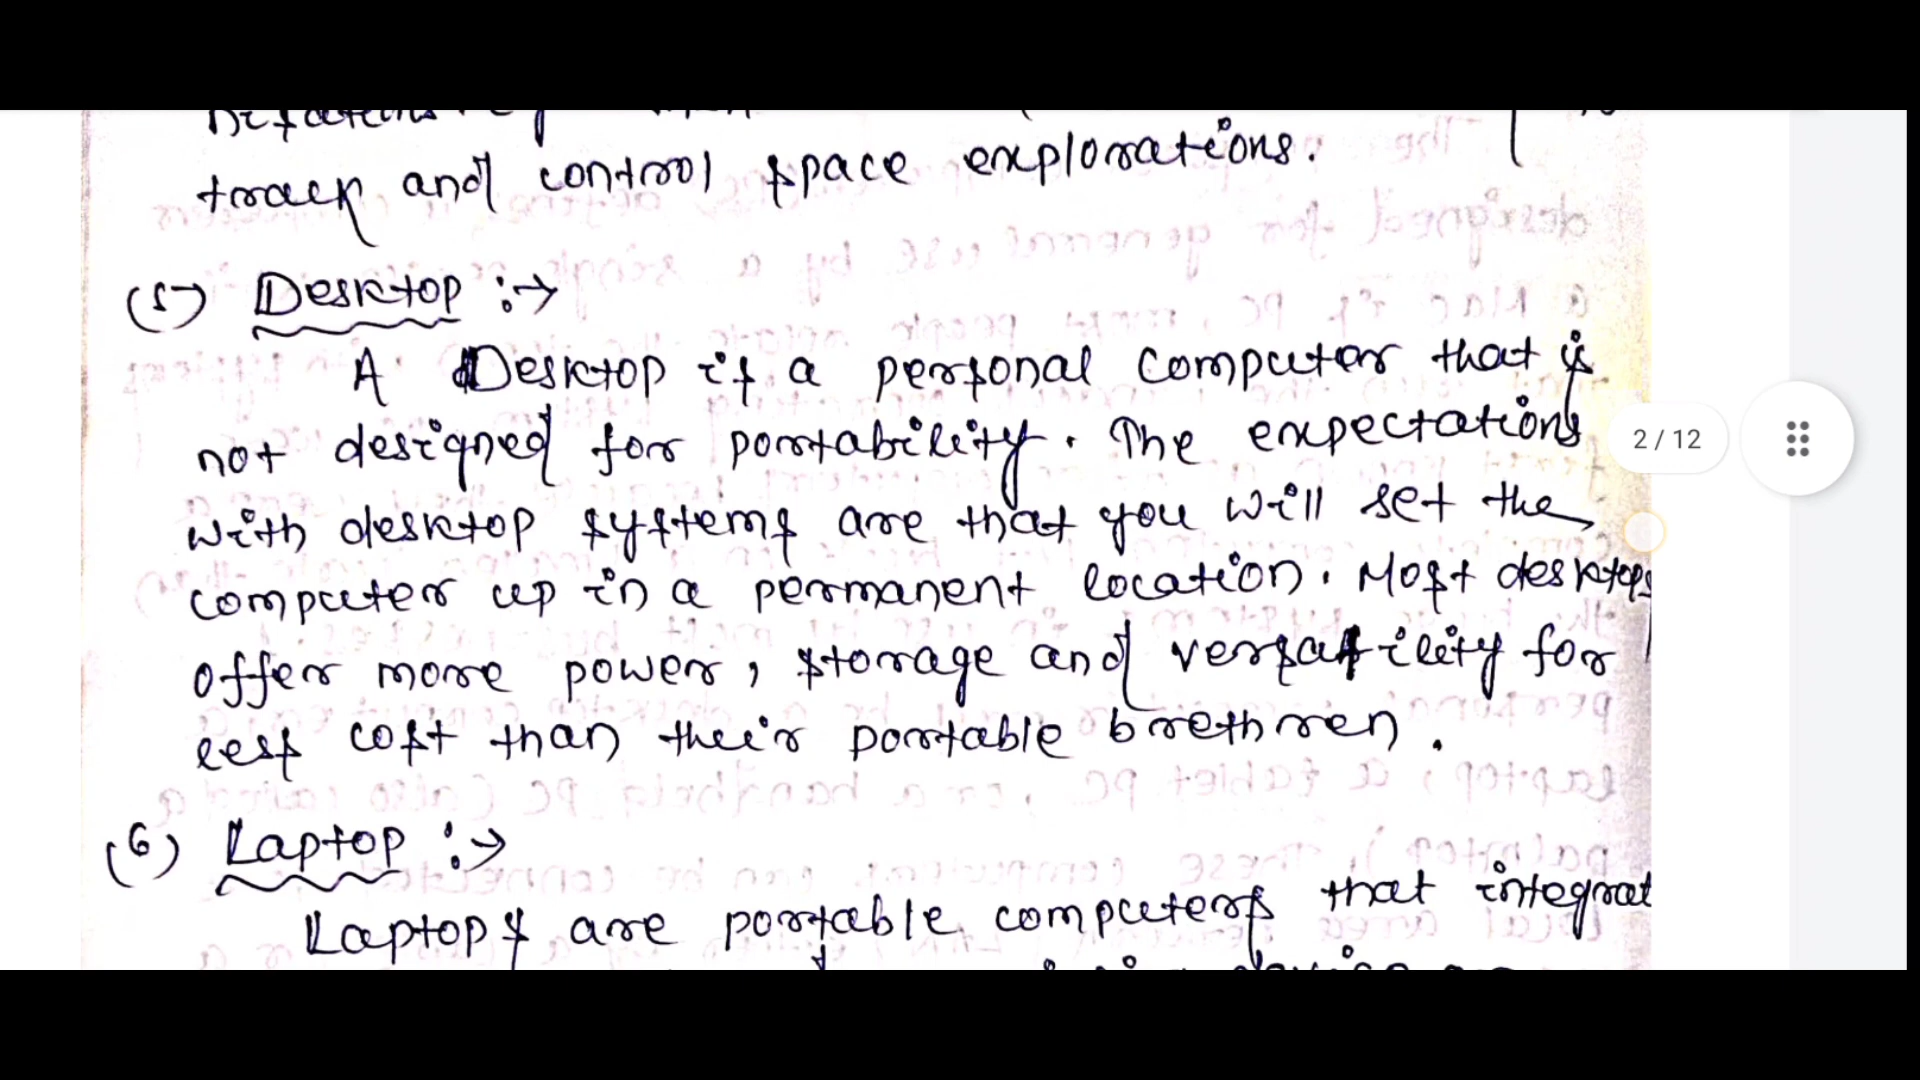 track and control space explorations.
(5) Desktop :→
A Desktop is a personal computer that is
not designed for portability. The expectations
with desktop systems are that you will set the
computer up in a permanent location. Most desktops
offer more power, storage and versatility for
less cost than their portable brethren.
(6) Laptop :→
Laptops are portable computers that integrat
2 / 12